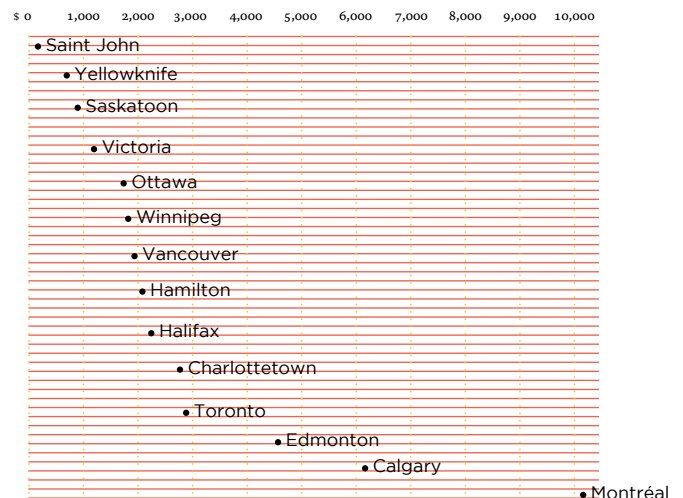 $ 0 1,000 2,000 3,000 4,000 5,000 6,000 7,000 8,000 9,000 10,000
Saint John
Yellowknife
Saskatoon
Victoria
Ottawa
Winnipeg
Vancouver
Hamilton
Halifax
Charlottetown
Toronto
Edmonton
Calgary
Montréal